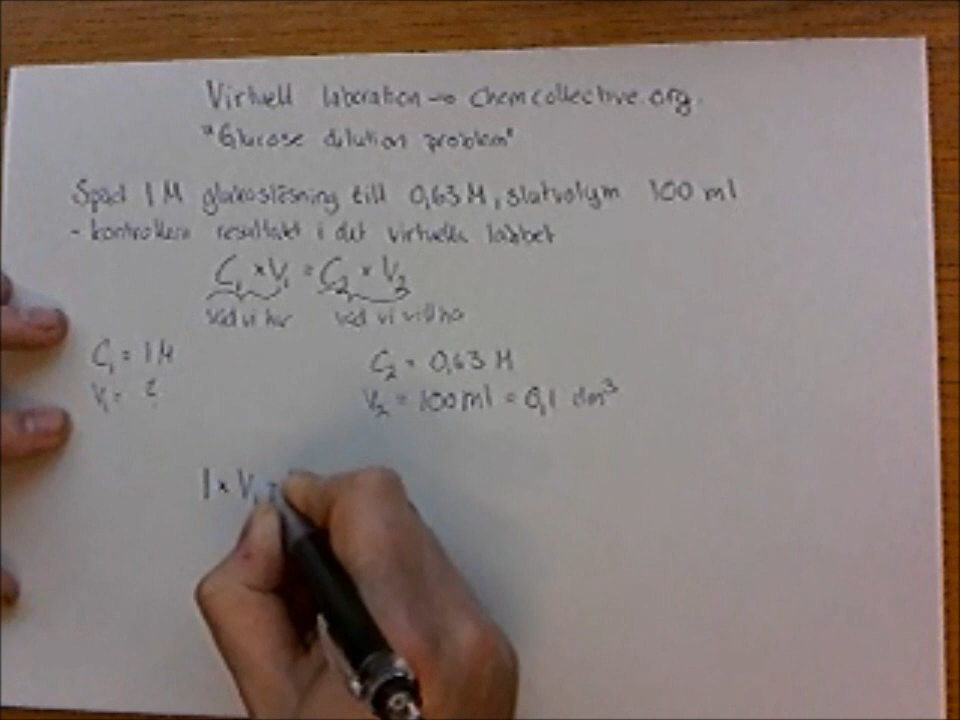 Virtuell laboration → chemcollective.org.
"Glucose dilution problem"
Späd 1 M glukoslösning till 0,63 M, slutvolym 100 ml
- kontrollera resultatet i det virtuella labbet
C₁ × V₁ = C₂ × V₂
vad vi har vad vi vill ha
C₁ = 1 M C₂ = 0,63 M
V₁ = ? V₂ = 100 ml = 0,1 dm³
1 × V₁ =